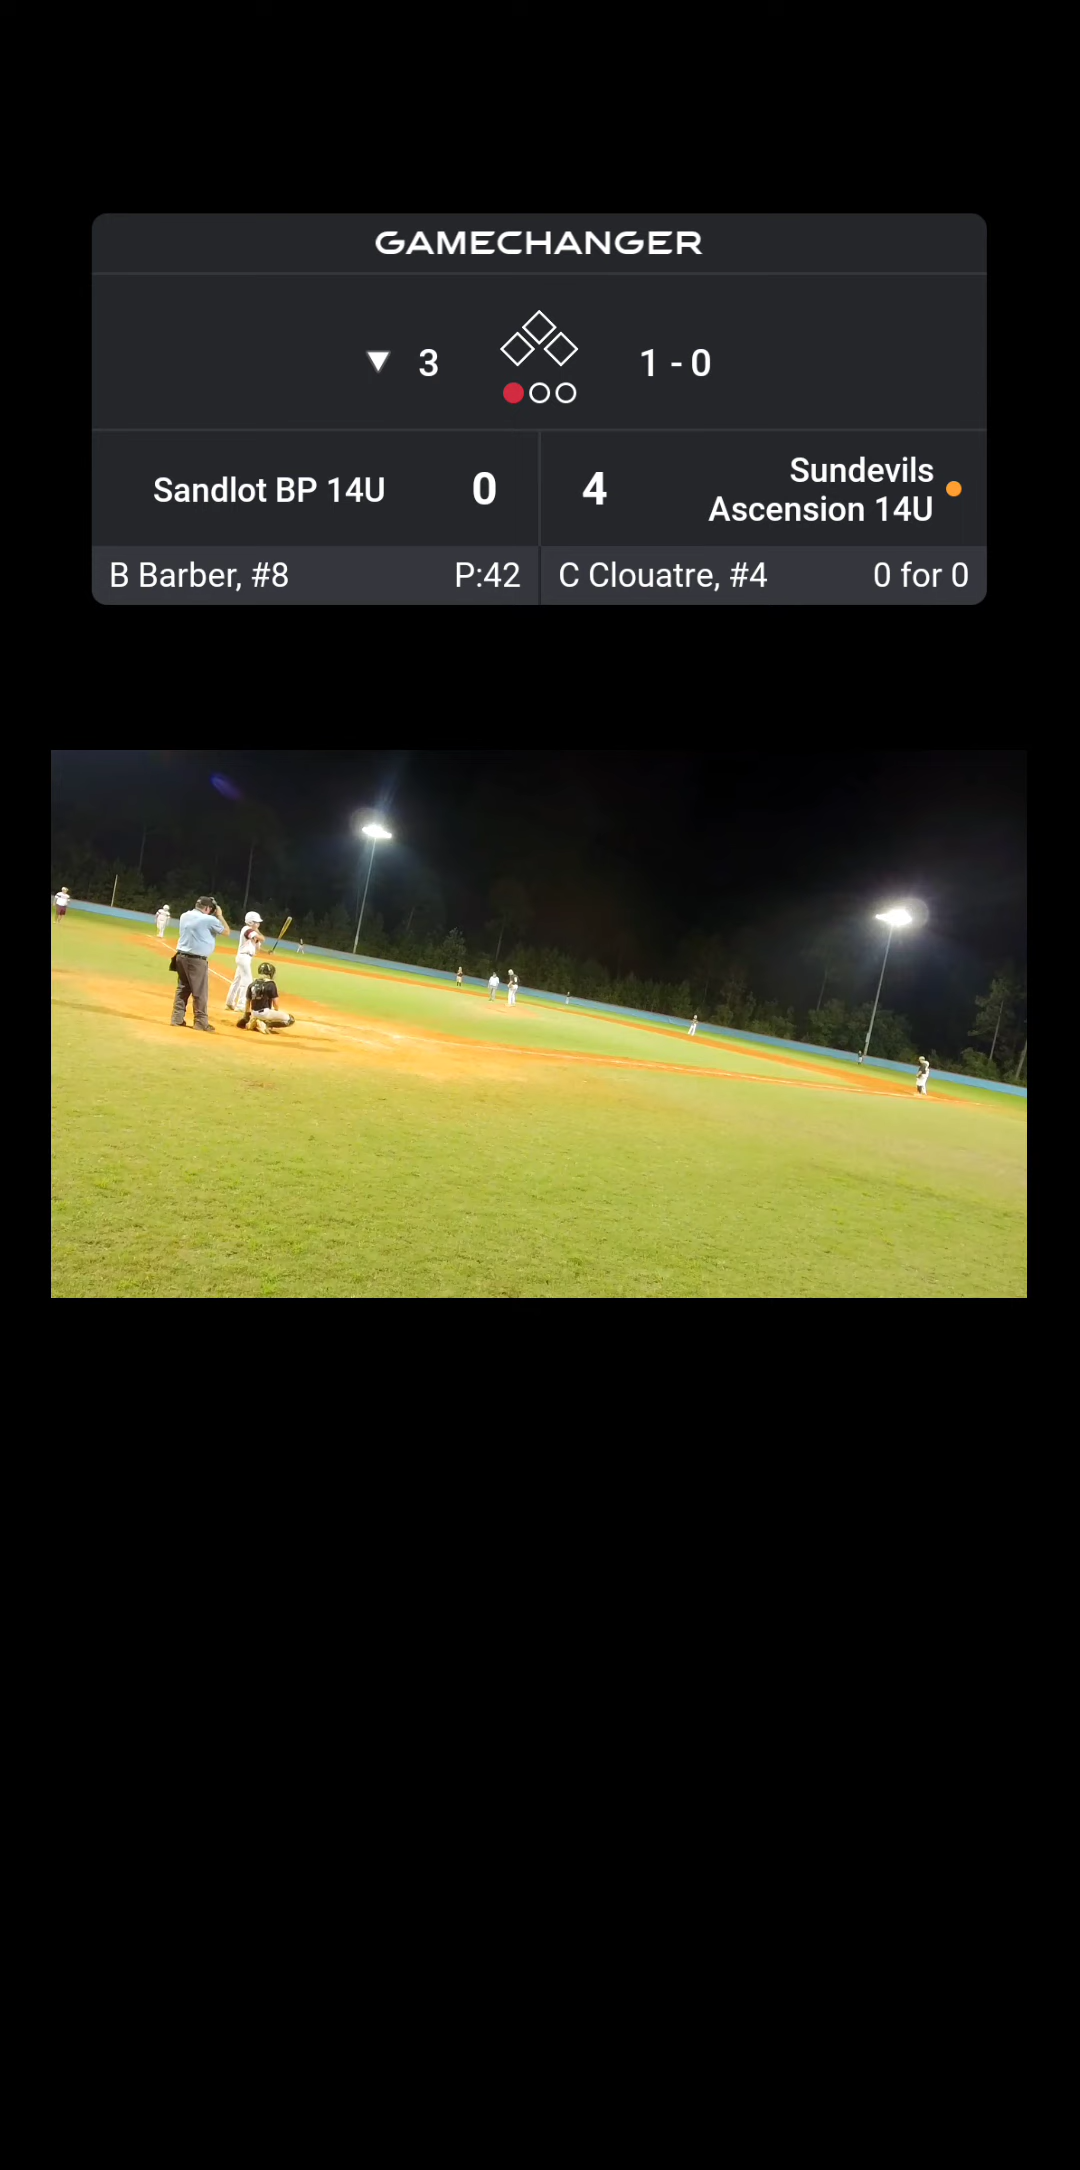 GAMECHANGER
3
1 - 0
Sandlot BP 14U
0
4
Sundevils
Ascension 14U
B Barber, #8
P:42
C Clouatre, #4
0 for 0